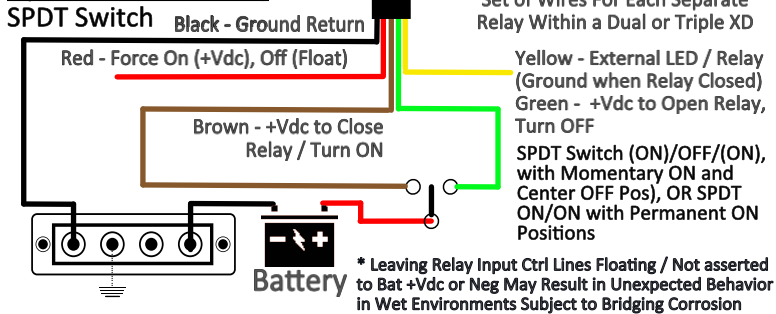 Set of Wires For Each Separate
Relay Within a Dual or Triple XD
SPDT Switch
Black - Ground Return
Red - Force On (+Vdc), Off (Float)
Yellow - External LED / Relay
(Ground when Relay Closed)
Green -  +Vdc to Open Relay,
Turn OFF
Brown - +Vdc to Close
Relay / Turn ON
SPDT Switch (ON)/OFF/(ON),
with Momentary ON and
Center OFF Pos), OR SPDT
ON/ON with Permanent ON
Positions
Battery
* Leaving Relay Input Ctrl Lines Floating / Not asserted
to Bat +Vdc or Neg May Result in Unexpected Behavior
in Wet Environments Subject to Bridging Corrosion